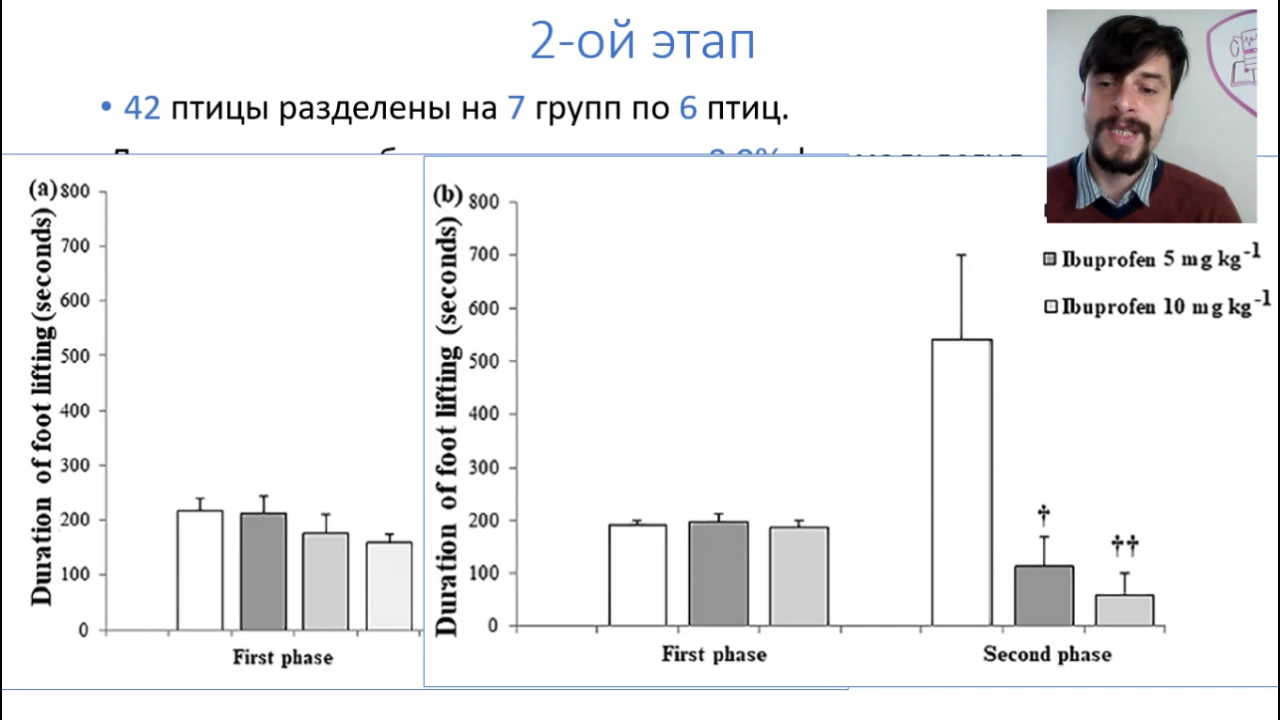 2-ой этап
• 42 птицы разделены на 7 групп по 6 птиц.
(a)
800
700
600
500
400
300
200
100
0
Duration of foot lifting (seconds)
First phase
(b)
800
700
600
500
400
300
200
100
0
Duration of foot lifting (seconds)
†
††
First phase
Second phase
Ibuprofen 5 mg kg-1
Ibuprofen 10 mg kg-1